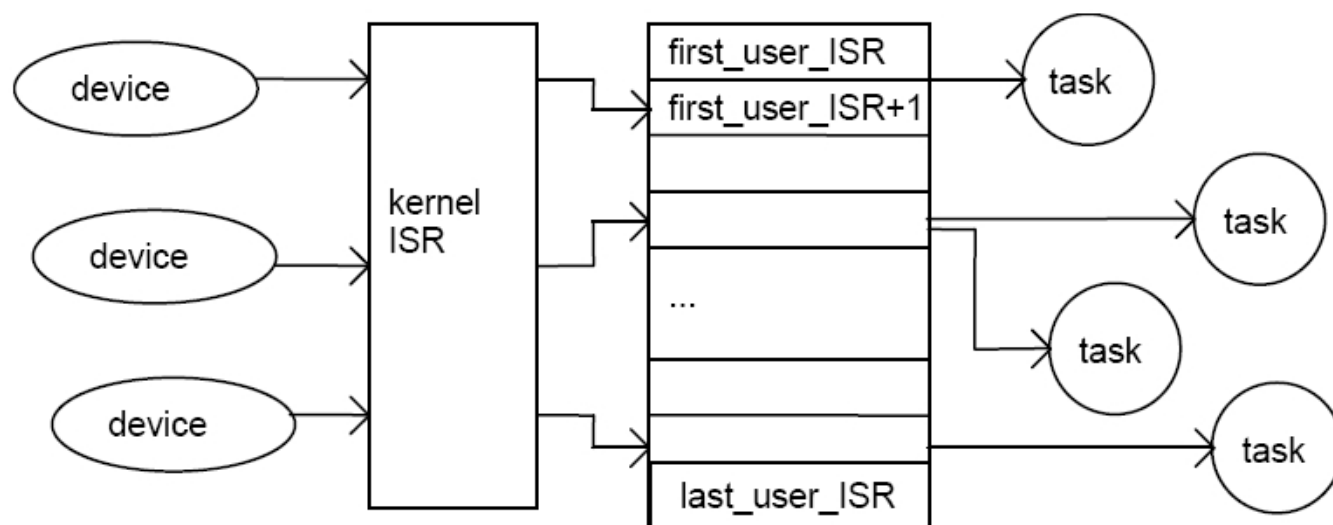 device
device
device
kernel
ISR
first_user_ISR
first_user_ISR+1
...
last_user_ISR
task
task
task
task